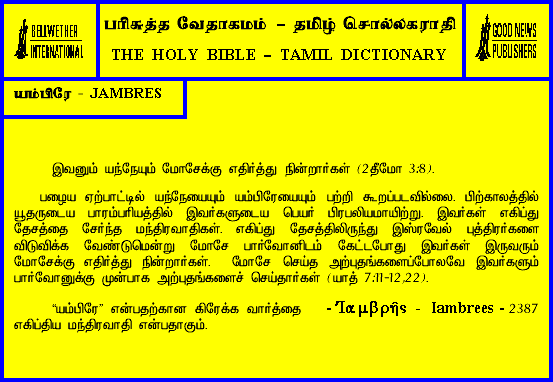 BELLWETHER
INTERNATIONAL
பரிசுத்த வேதாகமம் – தமிழ் சொல்லகராதி
THE HOLY BIBLE – TAMIL DICTIONARY
GOOD NEWS
PUBLISHERS
யம்பிரே - JAMBRES
இவனும் யந்நேயும் மோசேக்கு எதிர்த்து நின்றார்கள் (2தீமோ 3:8).
பழைய ஏற்பாட்டில் யந்நேயையும் யம்பிரேயையும் பற்றி கூறப்படவில்லை. பிற்காலத்தில்
யூதருடைய பாரம்பரியத்தில் இவர்களுடைய பெயர் பிரபலியமாயிற்று. இவர்கள் எகிப்து
தேசத்தை சேர்ந்த மந்திரவாதிகள். எகிப்து தேசத்திலிருந்து இஸ்ரவேல் புத்திரர்களை
விடுவிக்க வேண்டுமென்று மோசே பார்வோனிடம் கேட்டபோது இவர்கள் இருவரும்
மோசேக்கு எதிர்த்து நின்றார்கள். மோசே செய்த அற்புதங்களைப்போலவே இவர்களும்
பார்வோனுக்கு முன்பாக அற்புதங்களைச் செய்தார்கள் (யாத் 7:11-12,22).
“யம்பிரே” என்பதற்கான கிரேக்க வார்த்தை - Ἰαμβρῆς - Iambrees - 2387
எகிப்திய மந்திரவாதி என்பதாகும்.